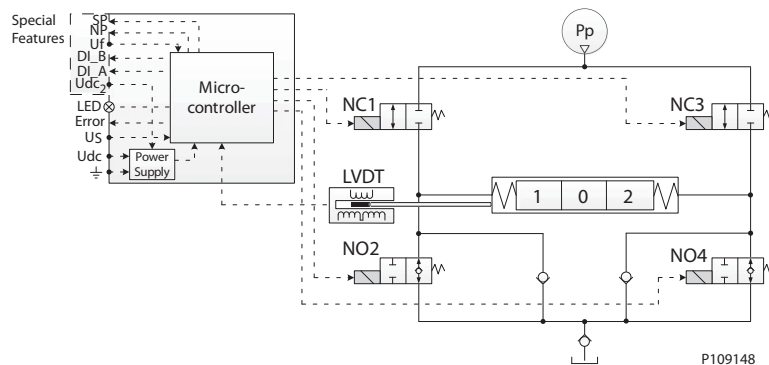 Special
Features
SP
NP
Uf
DI_B
DI_A
Udc2
LED
Error
US
Udc
Micro-
controller
Power
Supply
Pp
NC1
NC3
LVDT
1 0 2
NO2
NO4
P109148